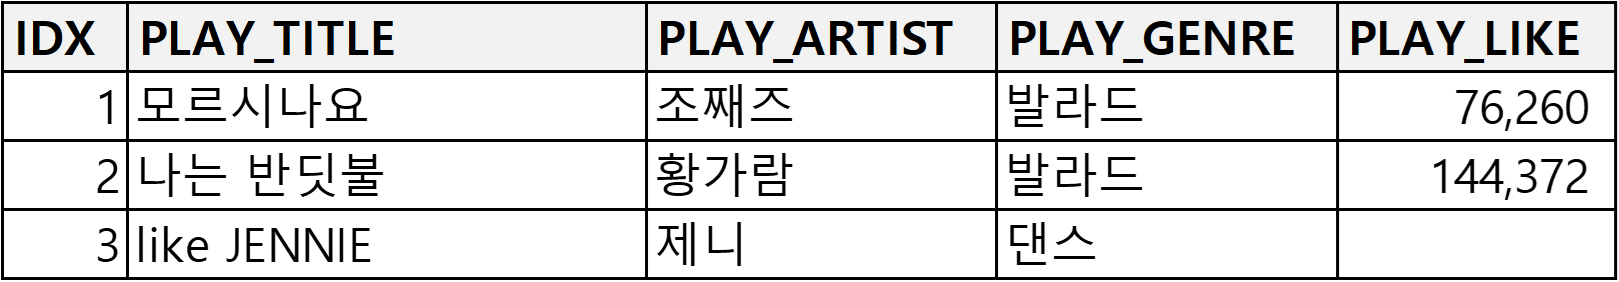 IDX PLAY_TITLE PLAY_ARTIST PLAY_GENRE PLAY_LIKE
1 모르시나요 조째즈 발라드 76,260
2 나는 반딧불 황가람 발라드 144,372
3 like JENNIE 제니 댄스